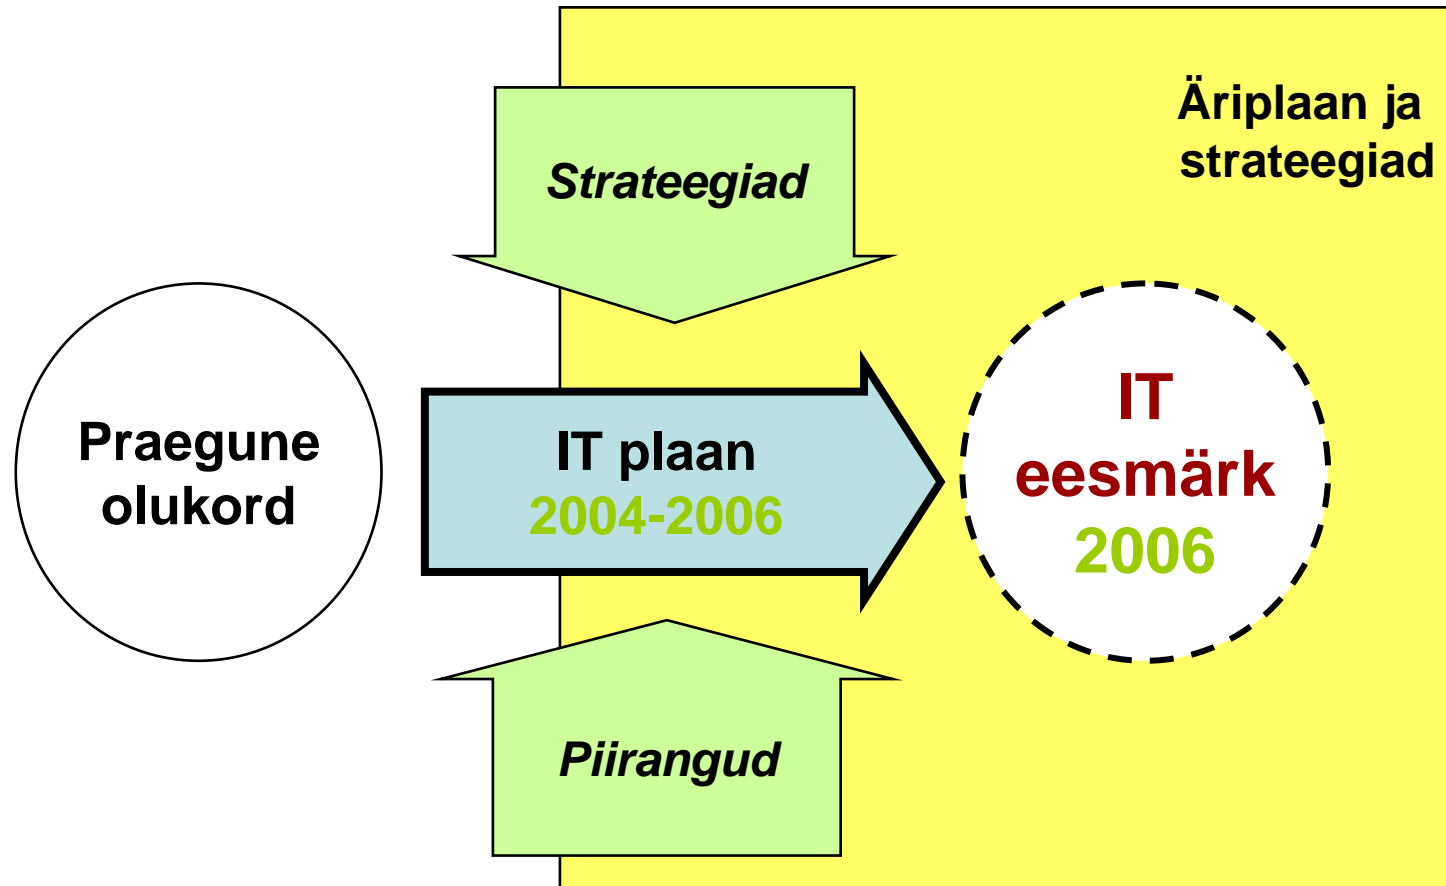 Äriplaan ja
strateegiad
Strateegiad
Praegune
olukord
IT plaan
2004-2006
IT
eesmärk
2006
Piirangud